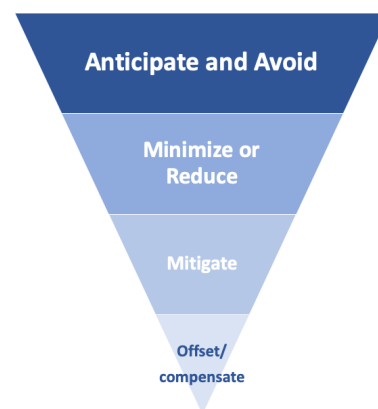 Anticipate and Avoid
Minimize or
Reduce
Mitigate
Offset/
compensate